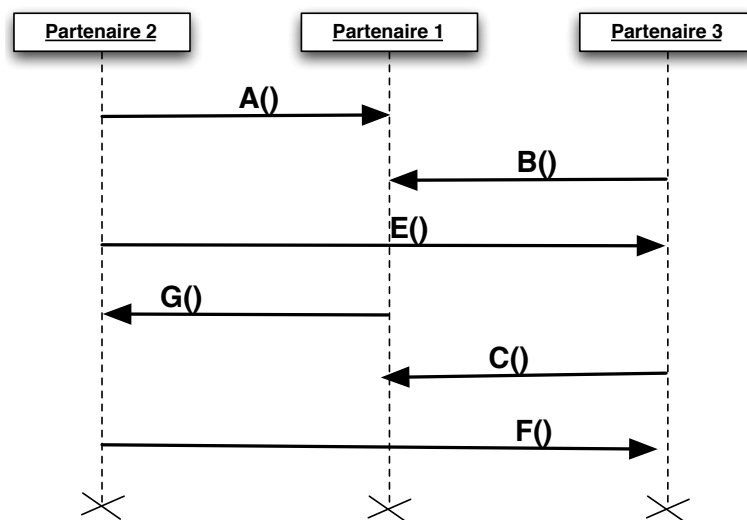 Partenaire 2
Partenaire 1
Partenaire 3
A()
B()
E()
G()
C()
F()